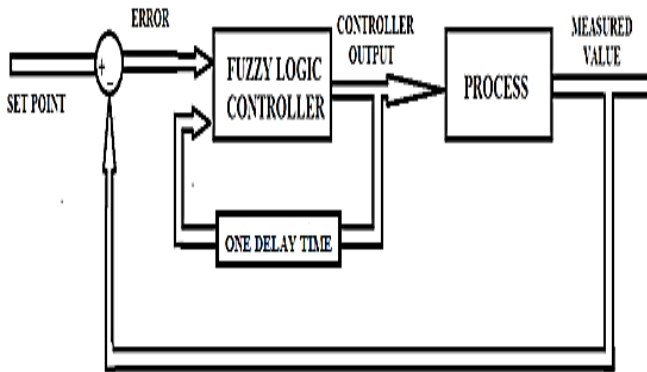 ERROR
CONTROLLER
OUTPUT
MEASURED
VALUE
+
−
SET POINT
FUZZY LOGIC
CONTROLLER
PROCESS
ONE DELAY TIME